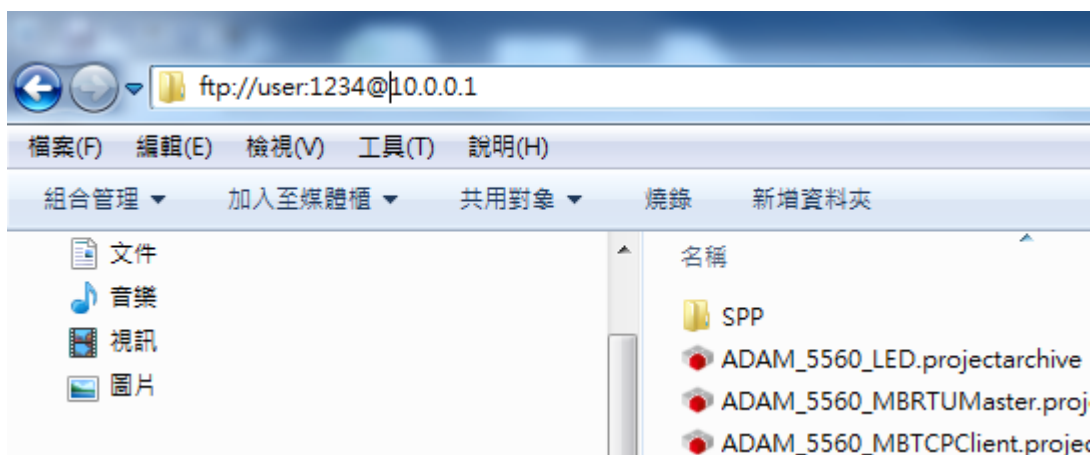 ftp://user:1234@10.0.0.1
檔案(F) 編輯(E) 檢視(V) 工具(T) 說明(H)
組合管理 加入至媒體櫃 共用對象 燒錄 新增資料夾
文件
音樂
視訊
圖片
名稱
SPP
ADAM_5560_LED.projectarchive
ADAM_5560_MBRTUMaster.proj
ADAM_5560_MBTCPClient.projec